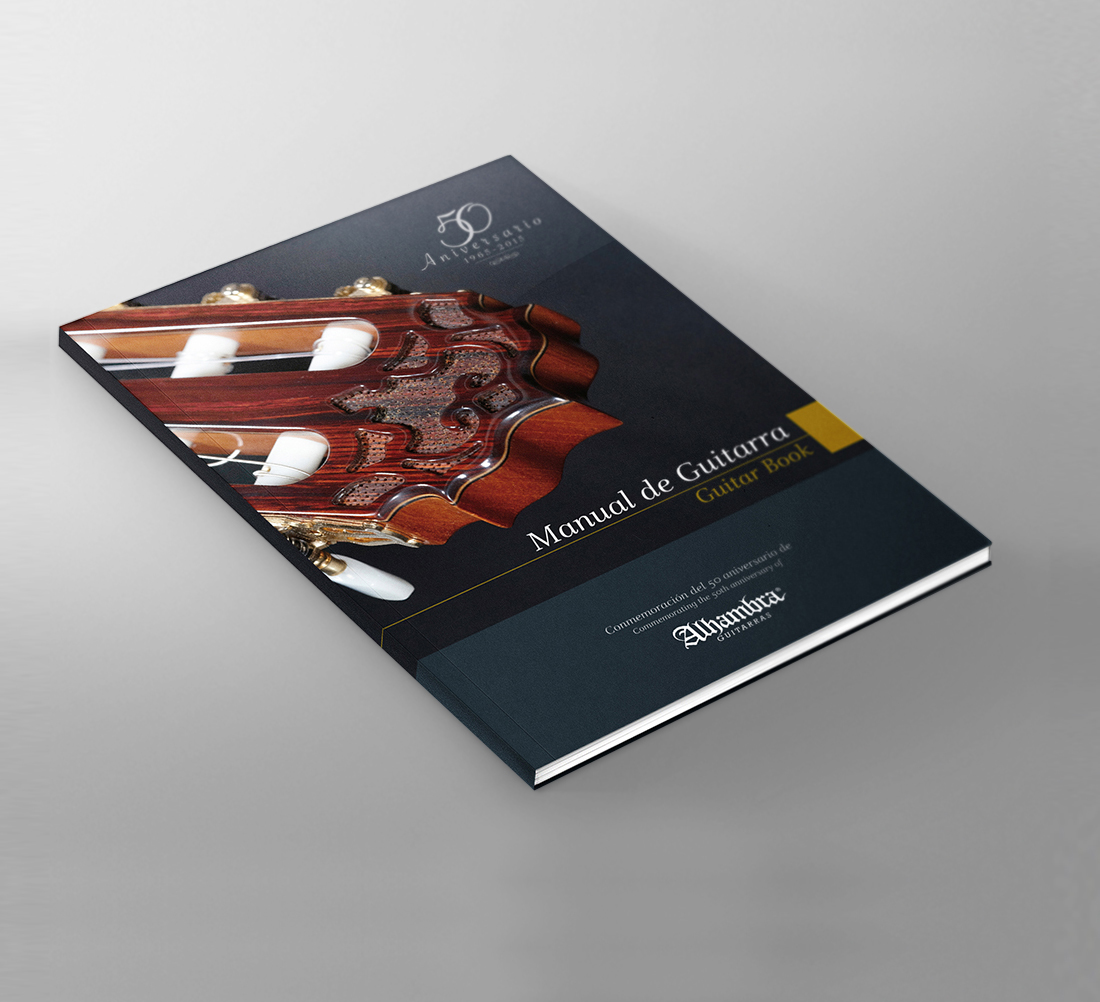 50
Aniversario
1965-2015
Manual de Guitarra
Guitar Book
Conmemoración del 50 aniversario de
Commemorating the 50th anniversary of
Alhambra®
GUITARRAS